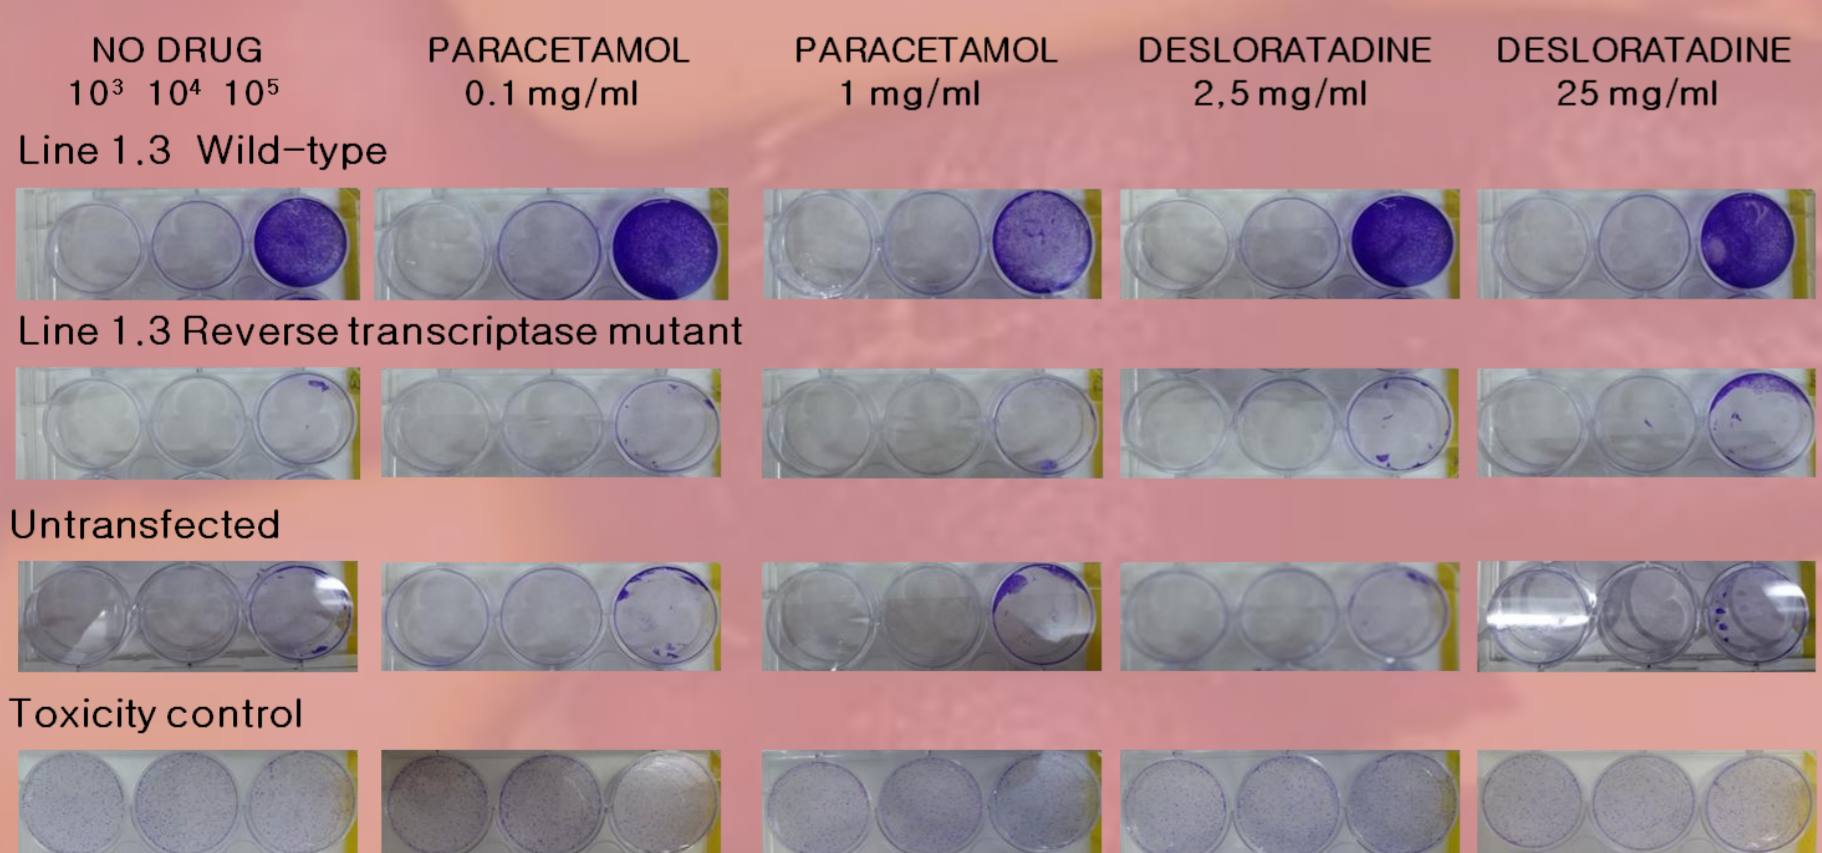 NO DRUG PARACETAMOL PARACETAMOL DESLORATADINE DESLORATADINE
10³ 10⁴ 10⁵ 0.1 mg/ml 1 mg/ml 2,5 mg/ml 25 mg/ml
Line 1.3 Wild-type
Line 1.3 Reverse transcriptase mutant
Untransfected
Toxicity control